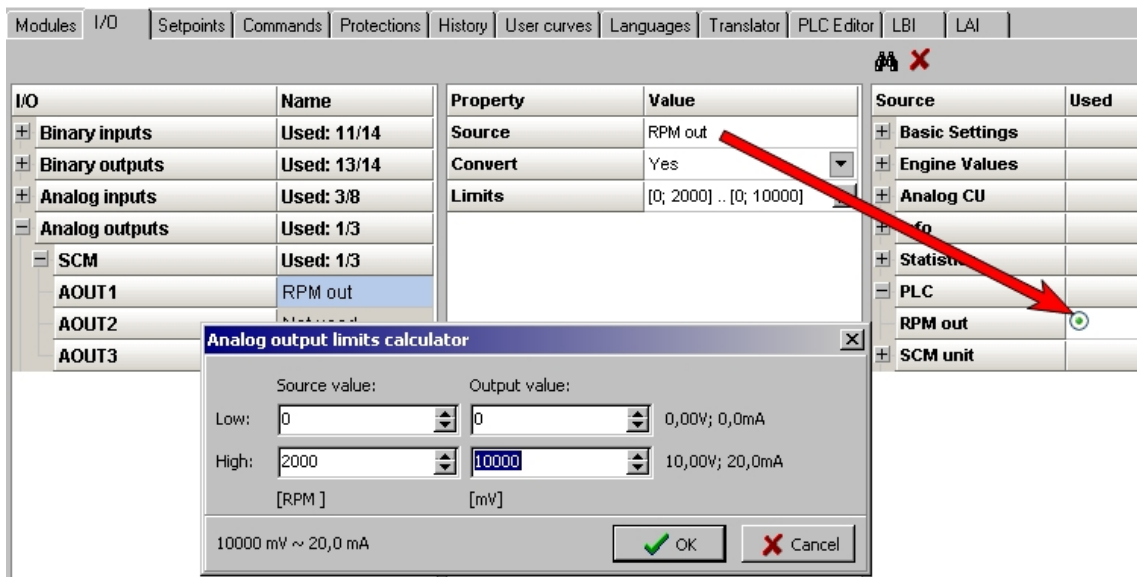 Modules I/O Setpoints Commands Protections History User curves Languages Translator PLC Editor LBI LAI
I/O Name Property Value Source Used
Binary inputs Used: 11/14 Source RPM out Basic Settings
Binary outputs Used: 13/14 Convert Yes Engine Values
Analog inputs Used: 3/8 Limits [0; 2000] .. [0; 10000] Analog CU
Analog outputs Used: 1/3
SCM Used: 1/3
AOUT1 RPM out PLC
AOUT2 RPM out
AOUT3 SCM unit
Analog output limits calculator
Source value: Output value:
Low: 0 0 0,00V; 0,0mA
High: 2000 10000 10,00V; 20,0mA
[RPM ] [mV]
10000 mV ~ 20,0 mA OK Cancel